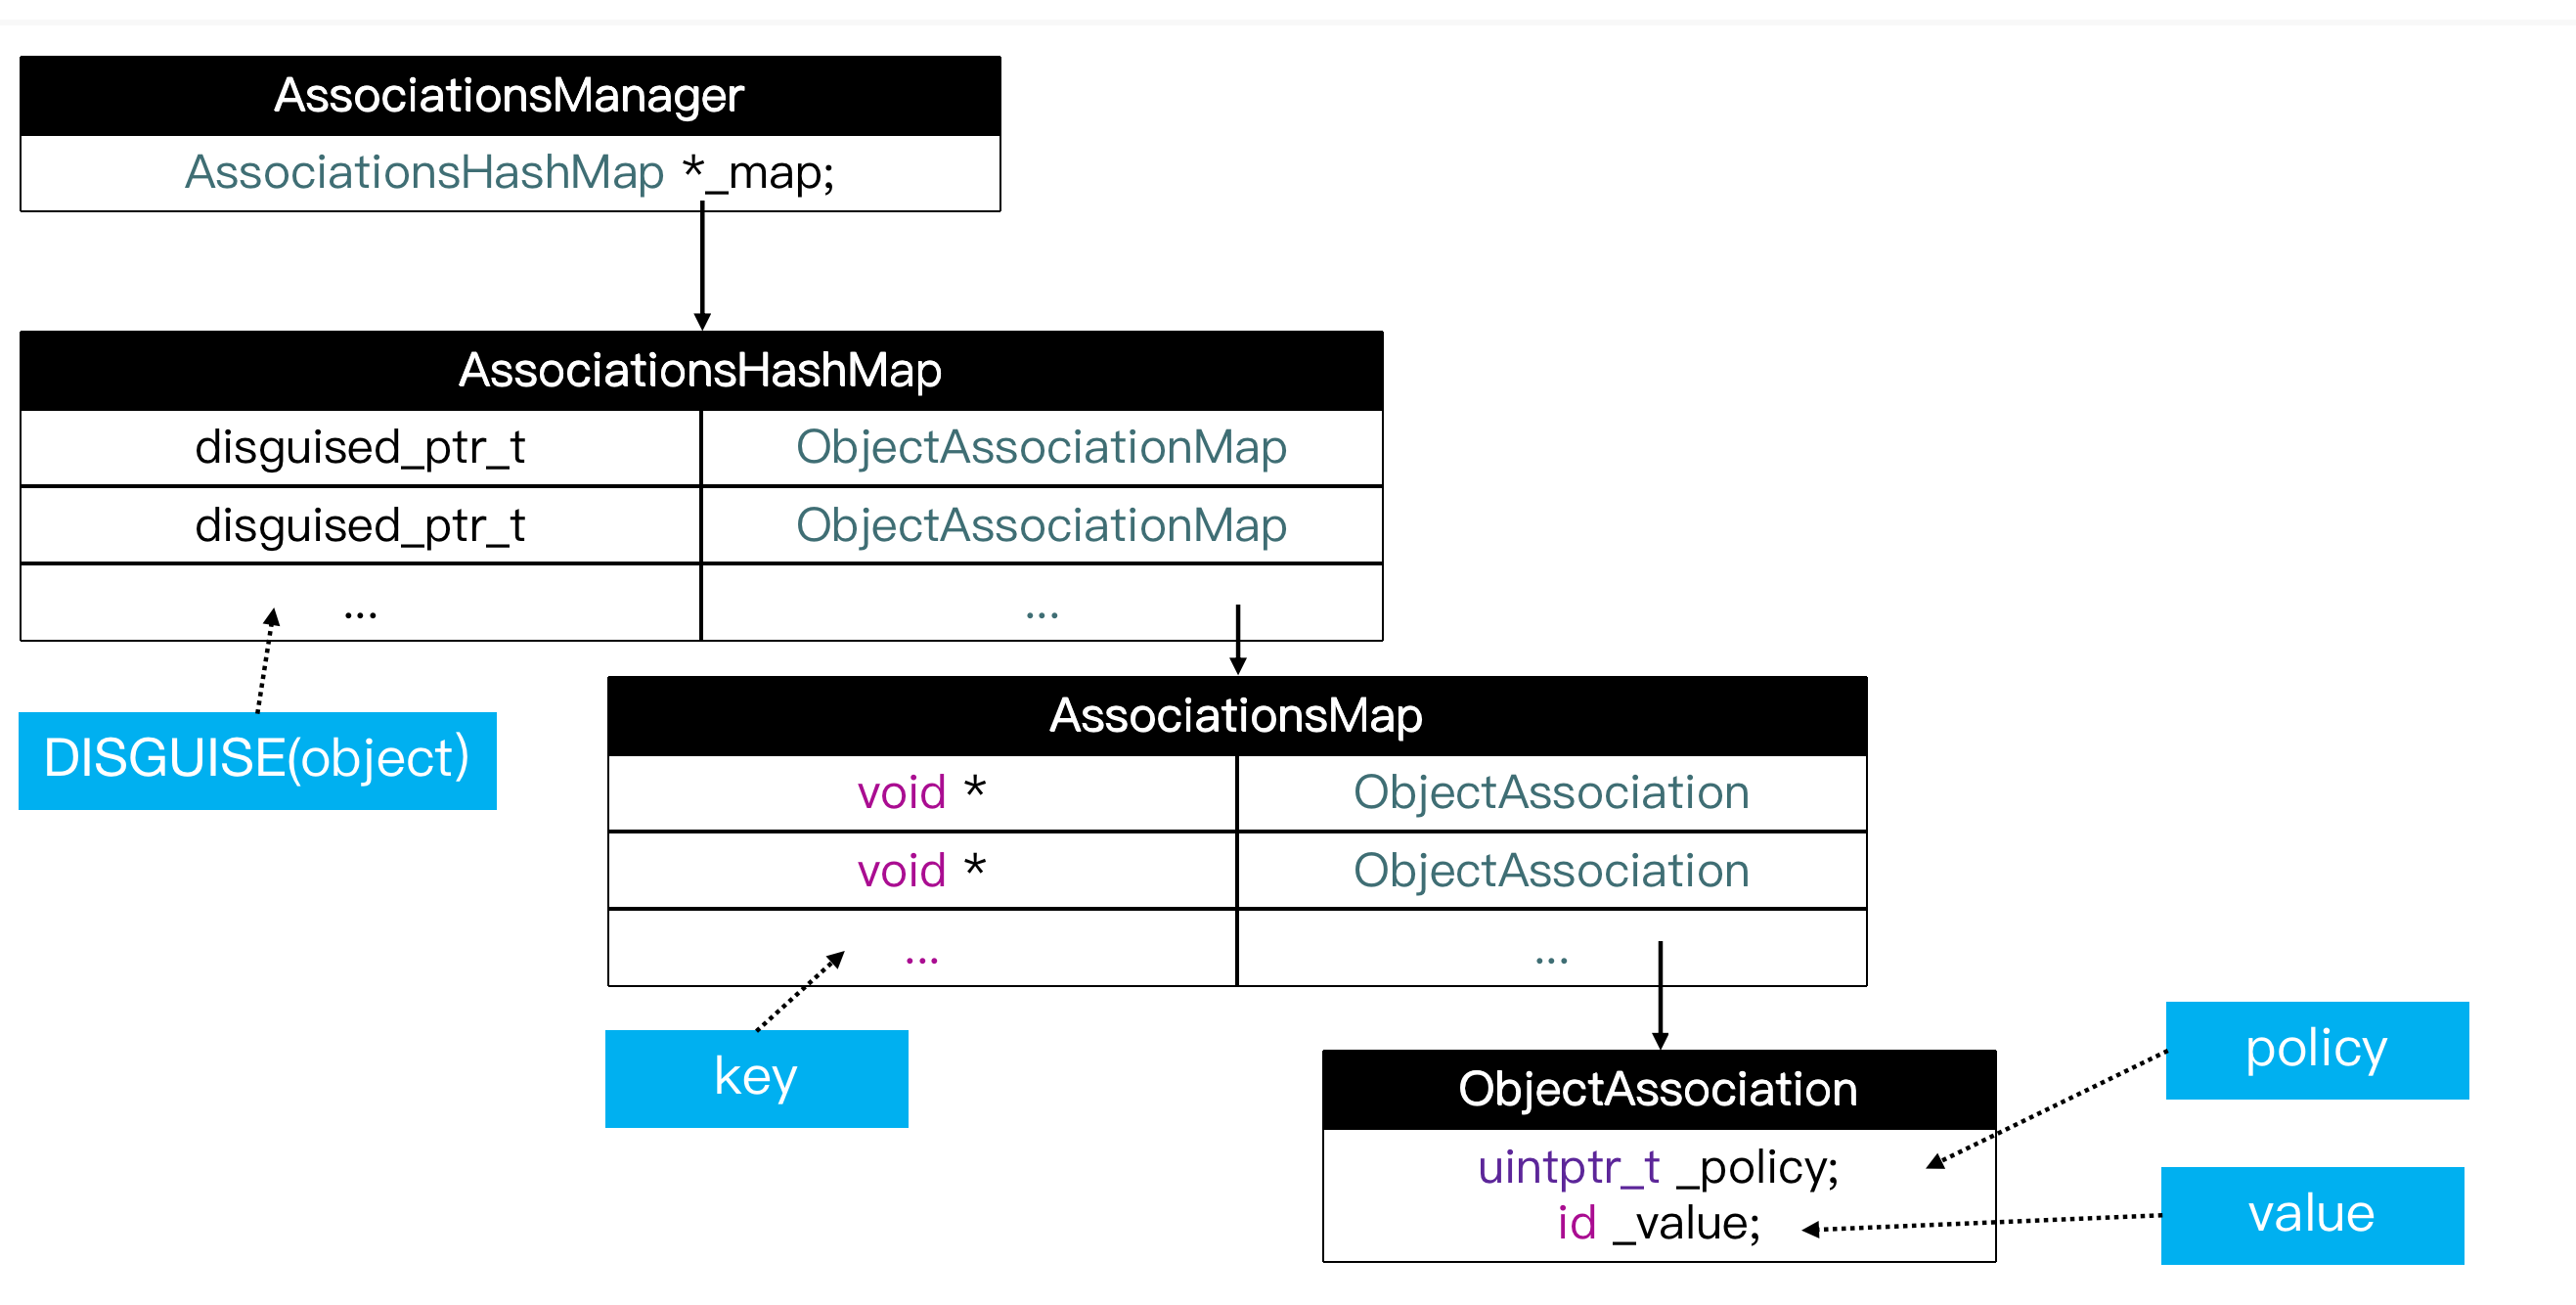 AssociationsManager
AssociationsHashMap *_map;
AssociationsHashMap
disguised_ptr_t ObjectAssociationMap
disguised_ptr_t ObjectAssociationMap
... ...
DISGUISE(object)
AssociationsMap
void * ObjectAssociation
void * ObjectAssociation
... ...
key
ObjectAssociation
uintptr_t _policy;
id _value;
policy
value